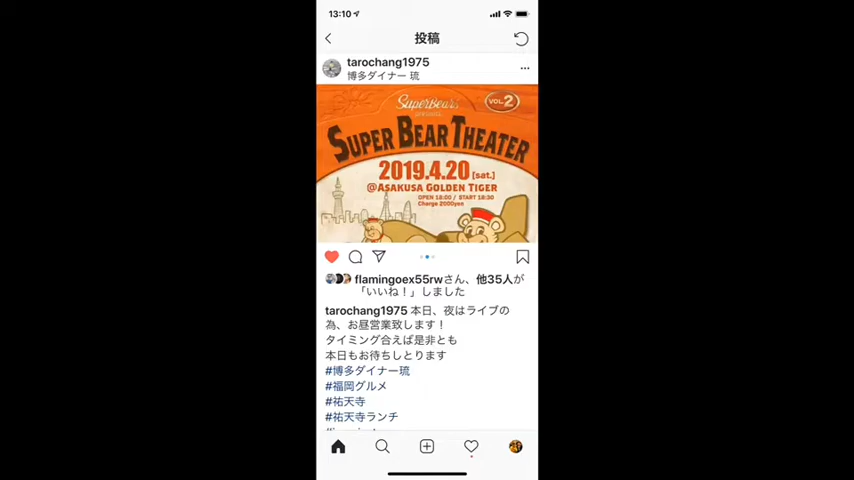 13:10
投稿
tarochang1975
博多ダイナー 琉
SuperBears
VOL.2
SUPER BEAR THEATER
2019.4.20 [sat.]
@ASAKUSA GOLDEN TIGER
OPEN 18:00 / START 18:30
Charge 2500yen
flamingoex55rwさん、他35人が
「いいね！」しました
tarochang1975 本日、夜はライブの
為、お昼営業致します！
タイミング合えば是非とも
本日もお待ちしとります
#博多ダイナー琉
#福岡グルメ
#祐天寺
#祐天寺ランチ